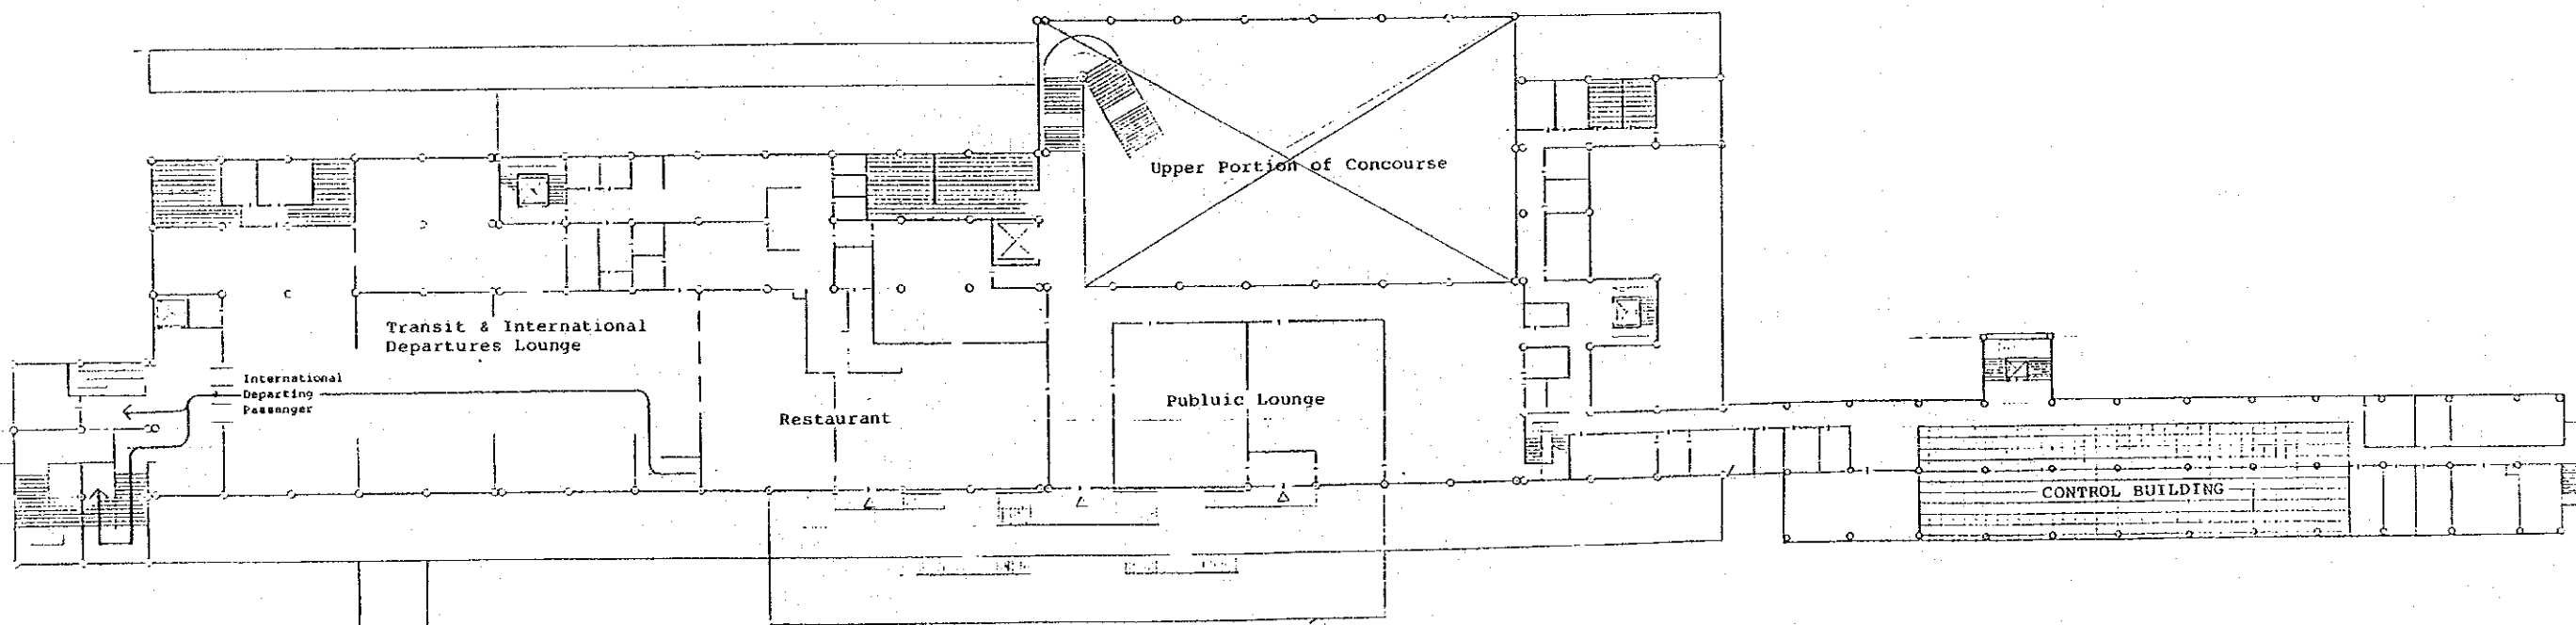 Upper Portion of Concourse
Transit & International
Departures Lounge
International
Departing
Passenger
Restaurant
Publuic Lounge
CONTROL BUILDING